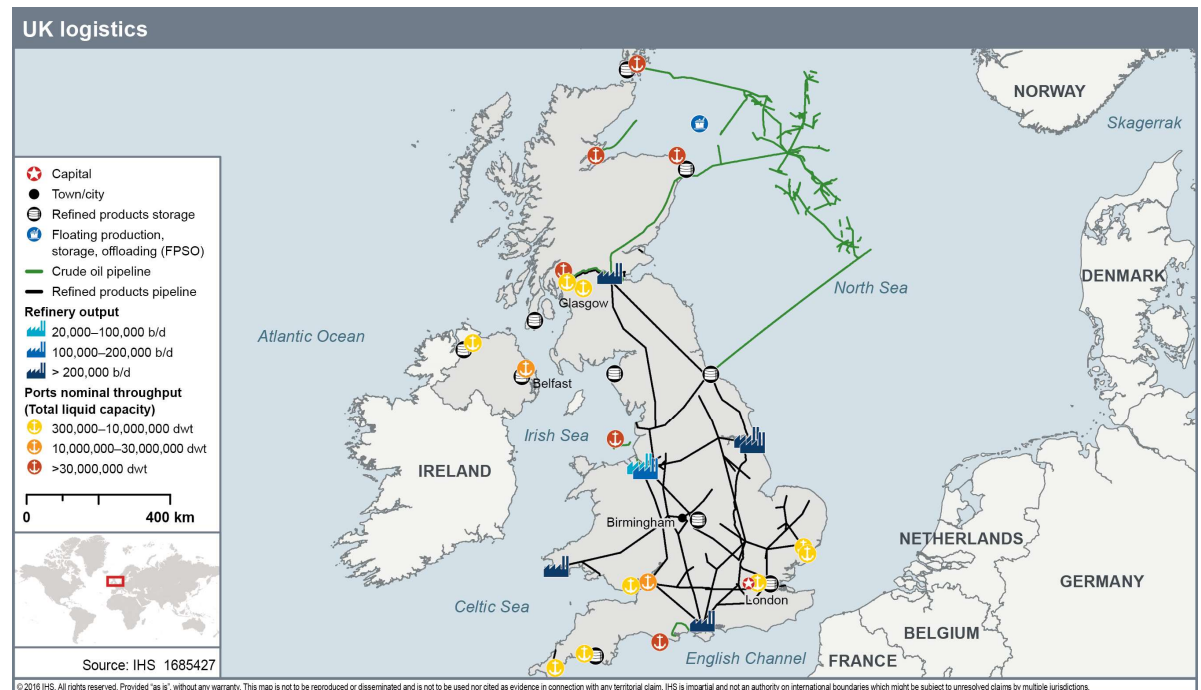 UK logistics
NORWAY
Skagerrak
Capital
Town/city
Refined products storage
Floating production,
storage, offloading (FPSO)
Crude oil pipeline
Refined products pipeline
Refinery output
20,000–100,000 b/d
100,000–200,000 b/d
> 200,000 b/d
Ports nominal throughput
(Total liquid capacity)
300,000–10,000,000 dwt
10,000,000–30,000,000 dwt
>30,000,000 dwt
0 400 km
DENMARK
North Sea
Glasgow
Atlantic Ocean
Belfast
Irish Sea
IRELAND
Birmingham
NETHERLANDS
GERMANY
London
Celtic Sea
BELGIUM
English Channel
FRANCE
Source: IHS 1685427
© 2016 IHS. All rights reserved. Provided "as is", without any warranty. This map is not to be reproduced or disseminated and is not to be used nor cited as evidence in connection with any territorial claim. IHS is impartial and not an authority on international boundaries which might be subject to unresolved claims by multiple jurisdictions.